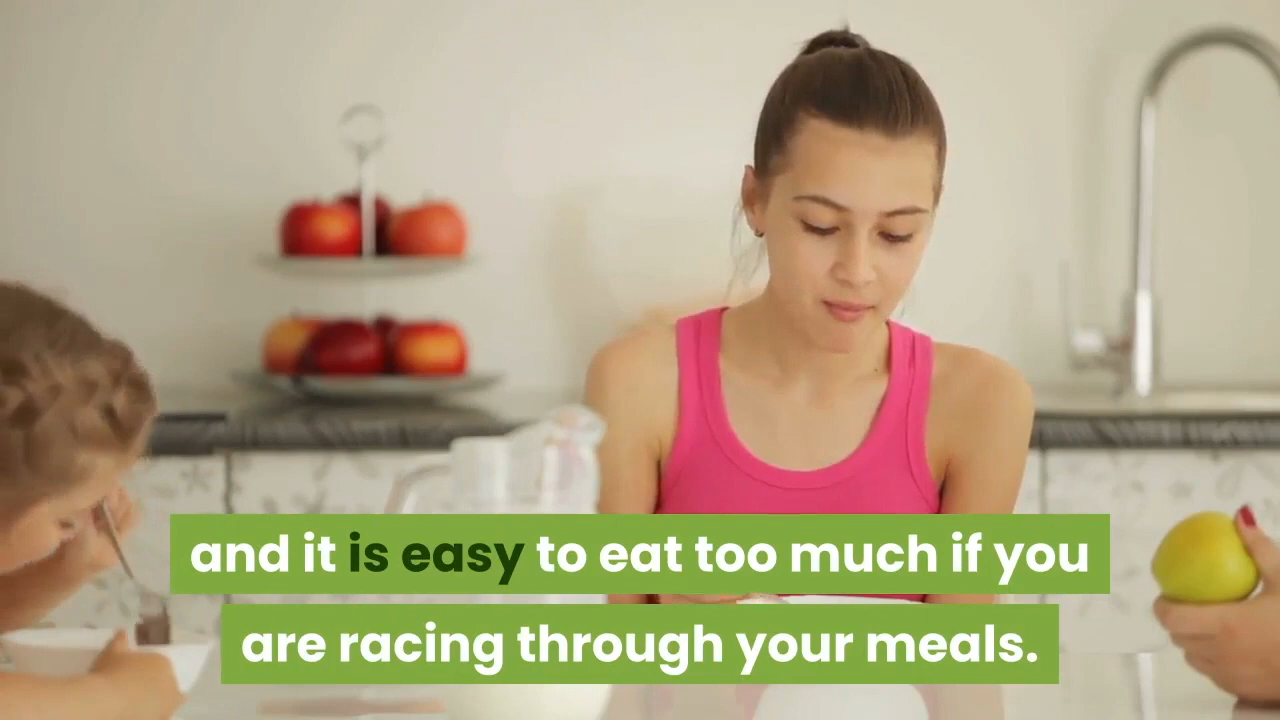 and it is easy to eat too much if you
are racing through your meals.